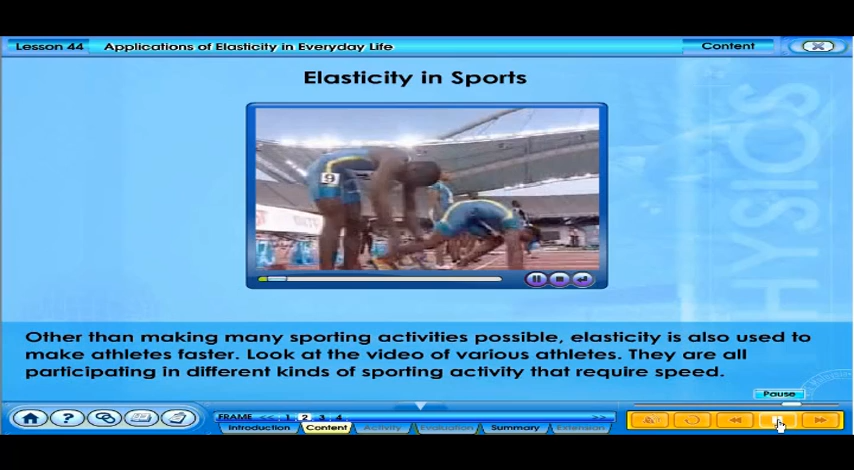 Lesson 44
Applications of Elasticity in Everyday Life
Content
Elasticity in Sports
9
Other than making many sporting activities possible, elasticity is also used to
make athletes faster. Look at the video of various athletes. They are all
participating in different kinds of sporting activity that require speed.
Pause
FRAME << 1 2 3 4 >>
Introduction Content Activity Evaluation Summary Extension
PHYSICS